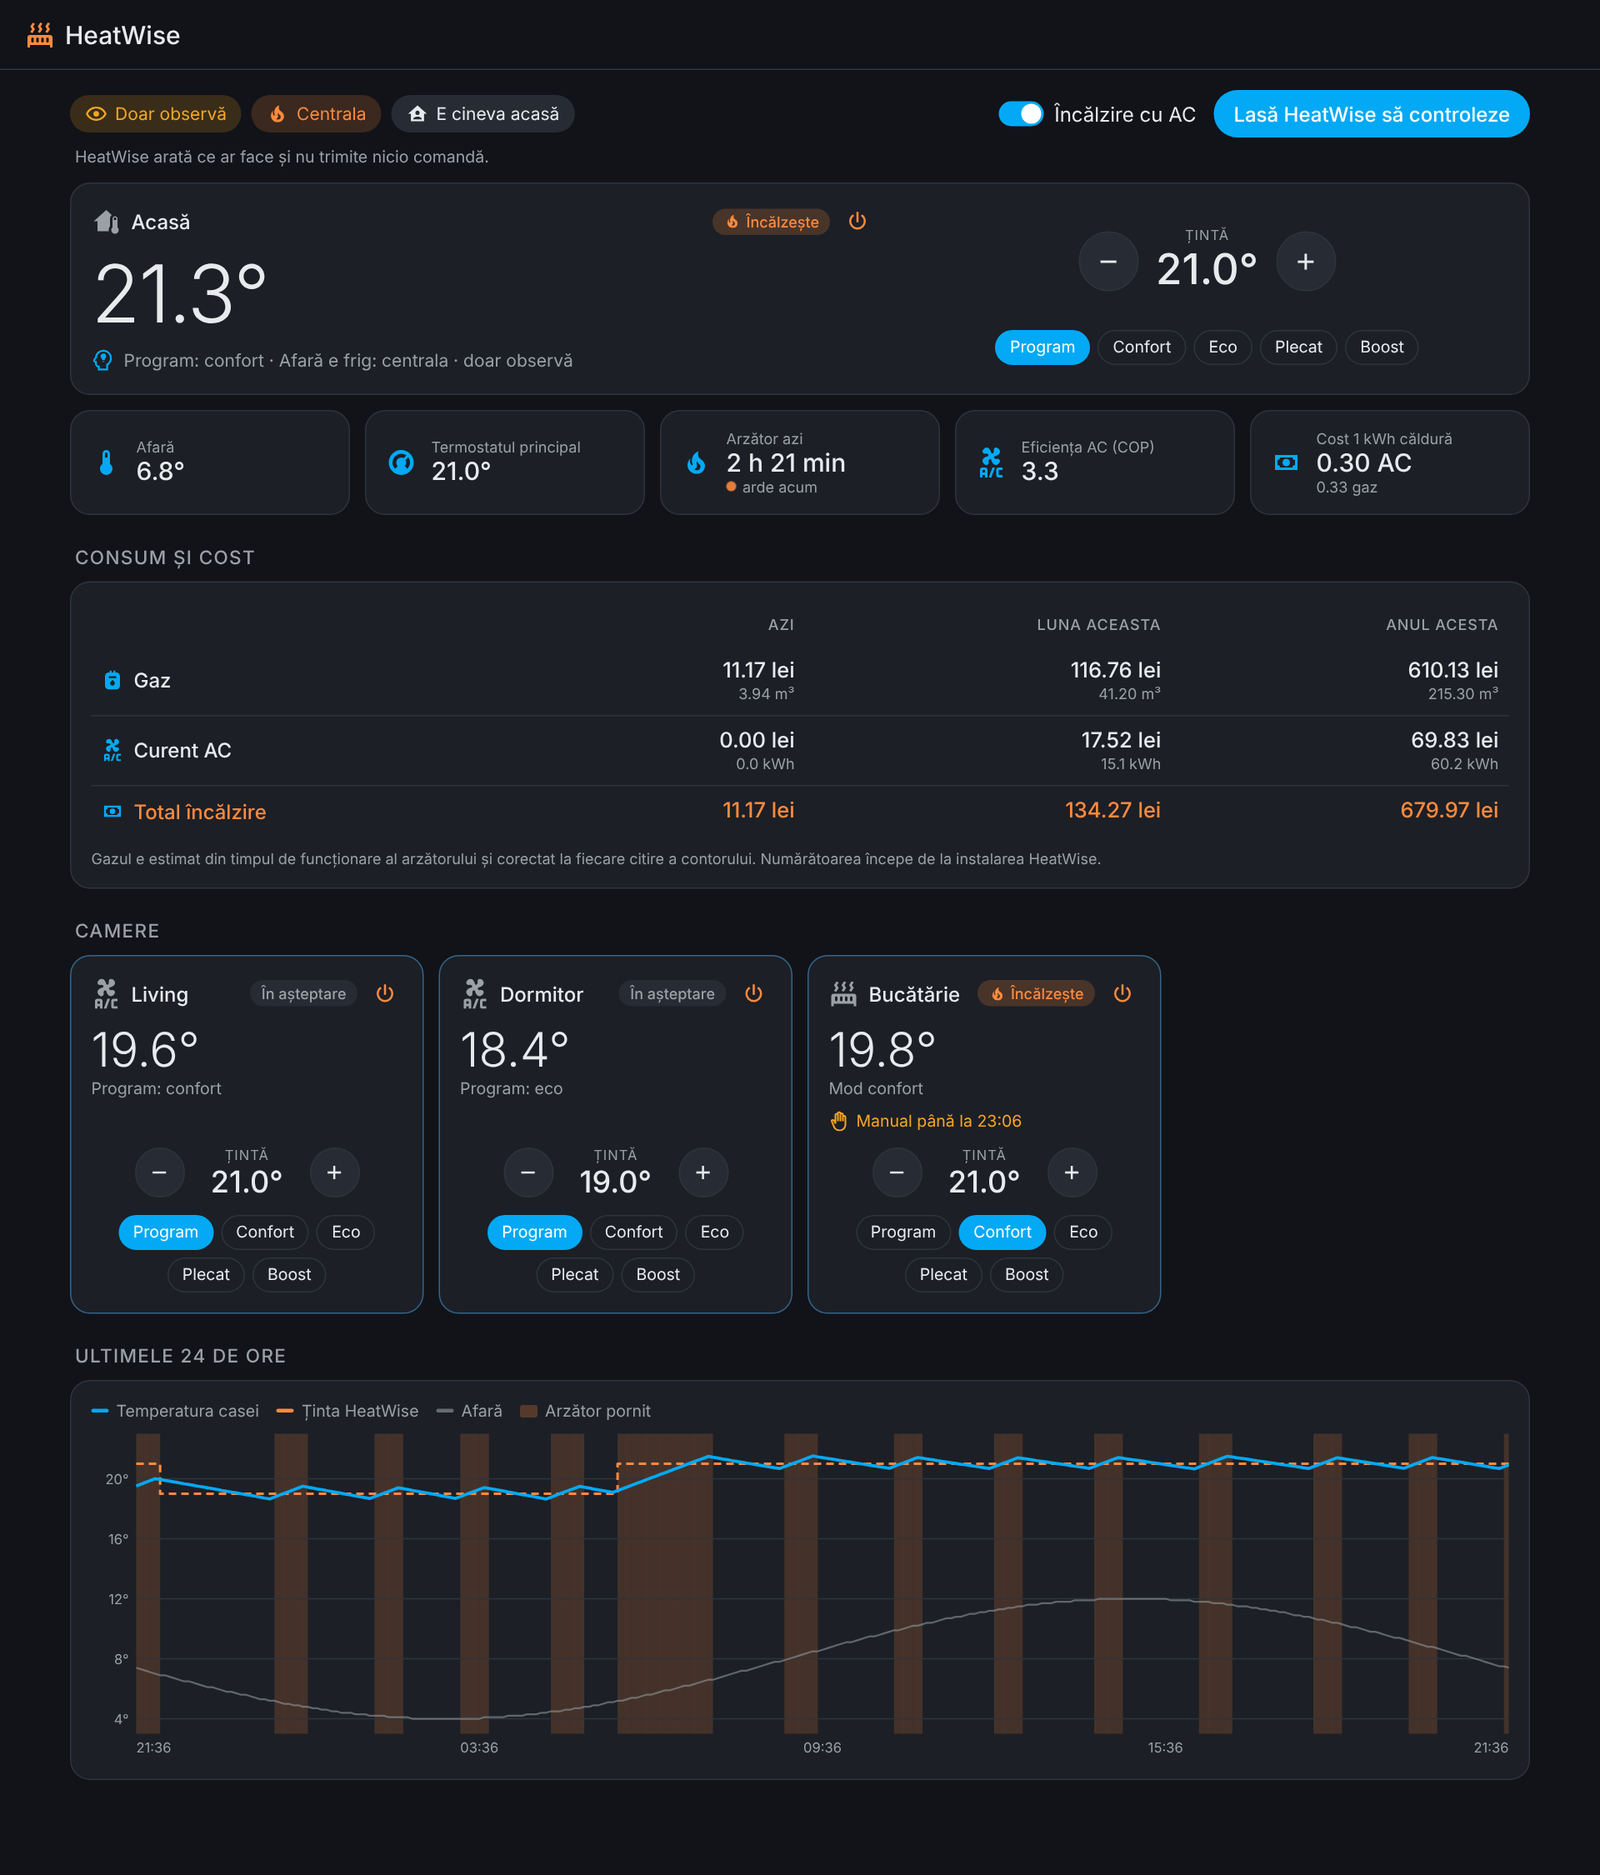 HeatWise
Doar observă
Centrala
E cineva acasă
Încălzire cu AC
Lasă HeatWise să controleze
HeatWise arată ce ar face și nu trimite nicio comandă.
Acasă
Încălzește
21.3°
Program: confort · Afară e frig: centrala · doar observă
ȚINTĂ
− 21.0° +
Program Confort Eco Plecat Boost
Afară
6.8°
Termostatul principal
21.0°
Arzător azi
2 h 21 min
arde acum
A/C
Eficiența AC (COP)
3.3
Cost 1 kWh căldură
0.30 AC
0.33 gaz
CONSUM ȘI COST
AZI LUNA ACEASTA ANUL ACESTA
Gaz 11.17 lei 116.76 lei 610.13 lei
3.94 m³ 41.20 m³ 215.30 m³
A/C Curent AC 0.00 lei 17.52 lei 69.83 lei
0.0 kWh 15.1 kWh 60.2 kWh
Total încălzire 11.17 lei 134.27 lei 679.97 lei
Gazul e estimat din timpul de funcționare al arzătorului și corectat la fiecare citire a contorului. Numărătoarea începe de la instalarea HeatWise.
CAMERE
A/C Living În așteptare
19.6°
Program: confort
ȚINTĂ
− 21.0° +
Program Confort Eco
Plecat Boost
A/C Dormitor În așteptare
18.4°
Program: eco
ȚINTĂ
− 19.0° +
Program Confort Eco
Plecat Boost
Bucătărie Încălzește
19.8°
Mod confort
Manual până la 23:06
ȚINTĂ
− 21.0° +
Program Confort Eco
Plecat Boost
ULTIMELE 24 DE ORE
Temperatura casei Ținta HeatWise Afară Arzător pornit
20°
16°
12°
8°
4°
21:36 03:36 09:36 15:36 21:36